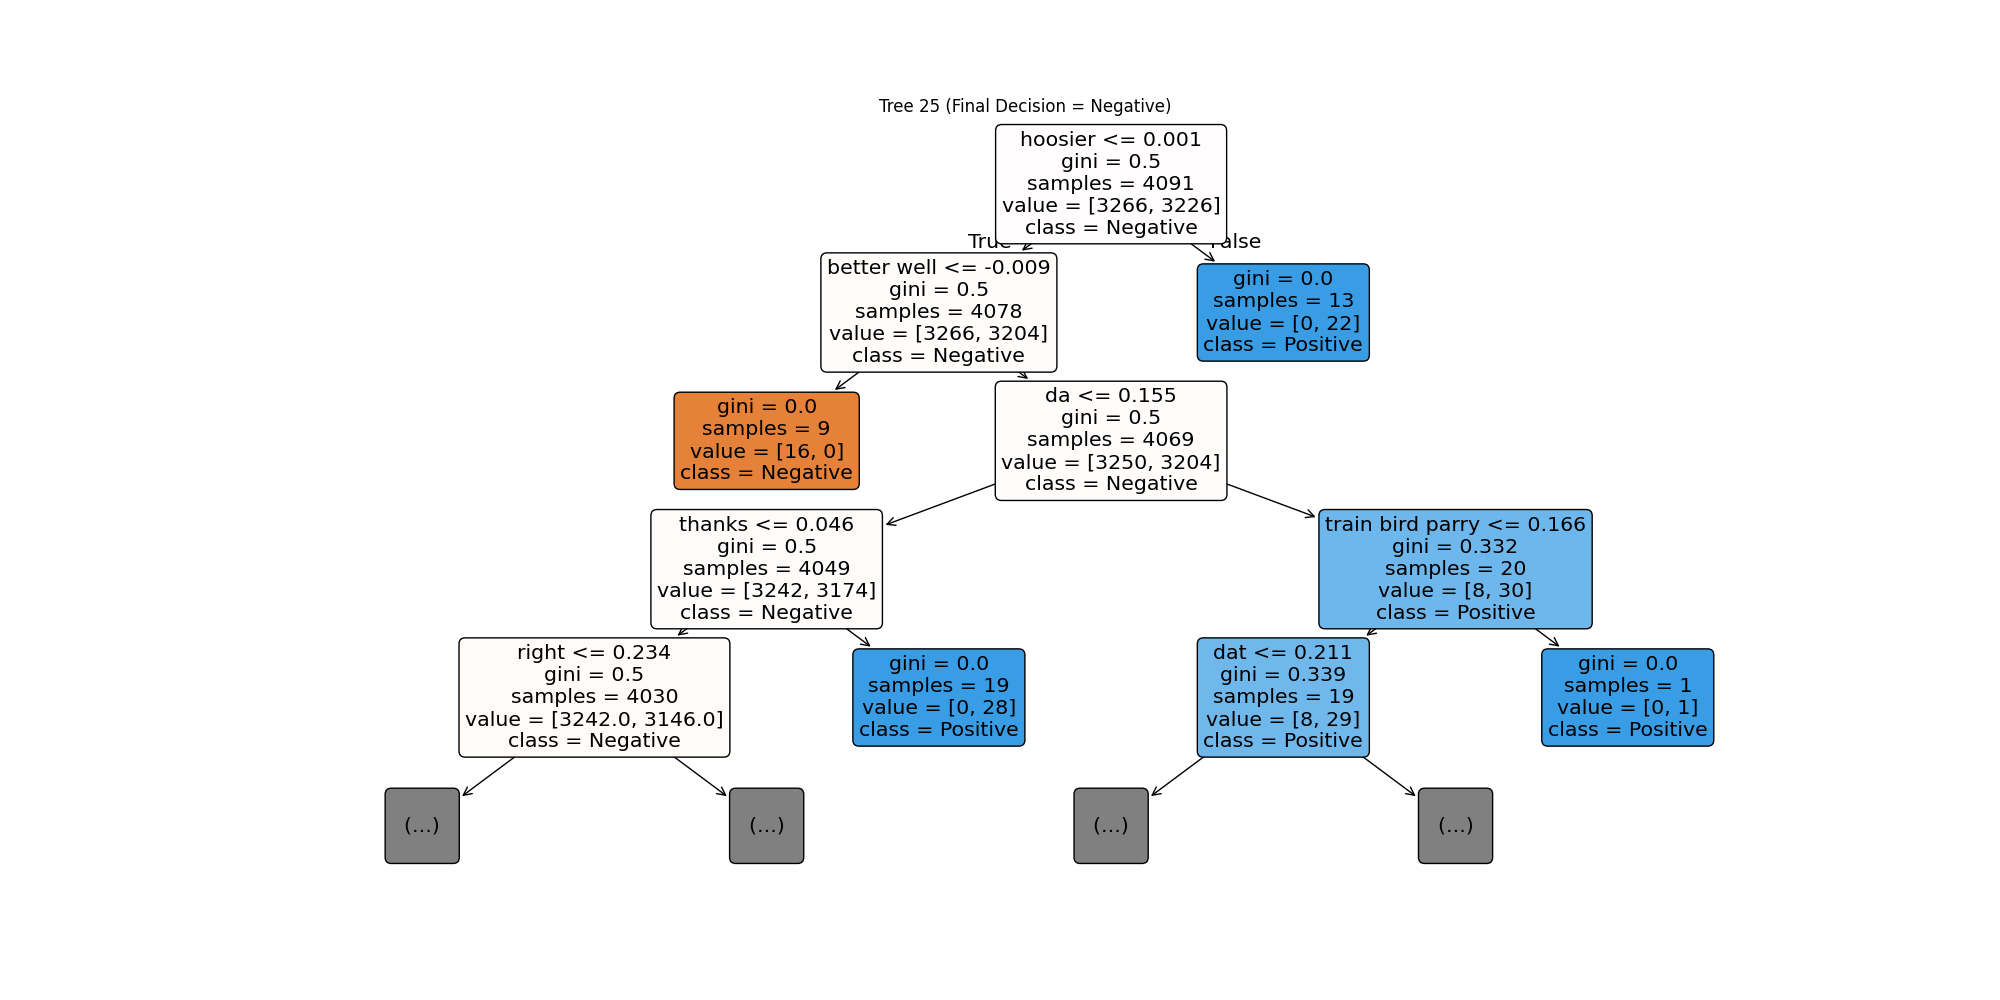 Tree 25 (Final Decision = Negative)
hoosier <= 0.001
gini = 0.5
samples = 4091
value = [3266, 3226]
class = Negative
True
False
better well <= -0.009
gini = 0.5
samples = 4078
value = [3266, 3204]
class = Negative
gini = 0.0
samples = 13
value = [0, 22]
class = Positive
gini = 0.0
samples = 9
value = [16, 0]
class = Negative
da <= 0.155
gini = 0.5
samples = 4069
value = [3250, 3204]
class = Negative
thanks <= 0.046
gini = 0.5
samples = 4049
value = [3242, 3174]
class = Negative
train bird parry <= 0.166
gini = 0.332
samples = 20
value = [8, 30]
class = Positive
right <= 0.234
gini = 0.5
samples = 4030
value = [3242.0, 3146.0]
class = Negative
gini = 0.0
samples = 19
value = [0, 28]
class = Positive
dat <= 0.211
gini = 0.339
samples = 19
value = [8, 29]
class = Positive
gini = 0.0
samples = 1
value = [0, 1]
class = Positive
(...)
(...)
(...)
(...)